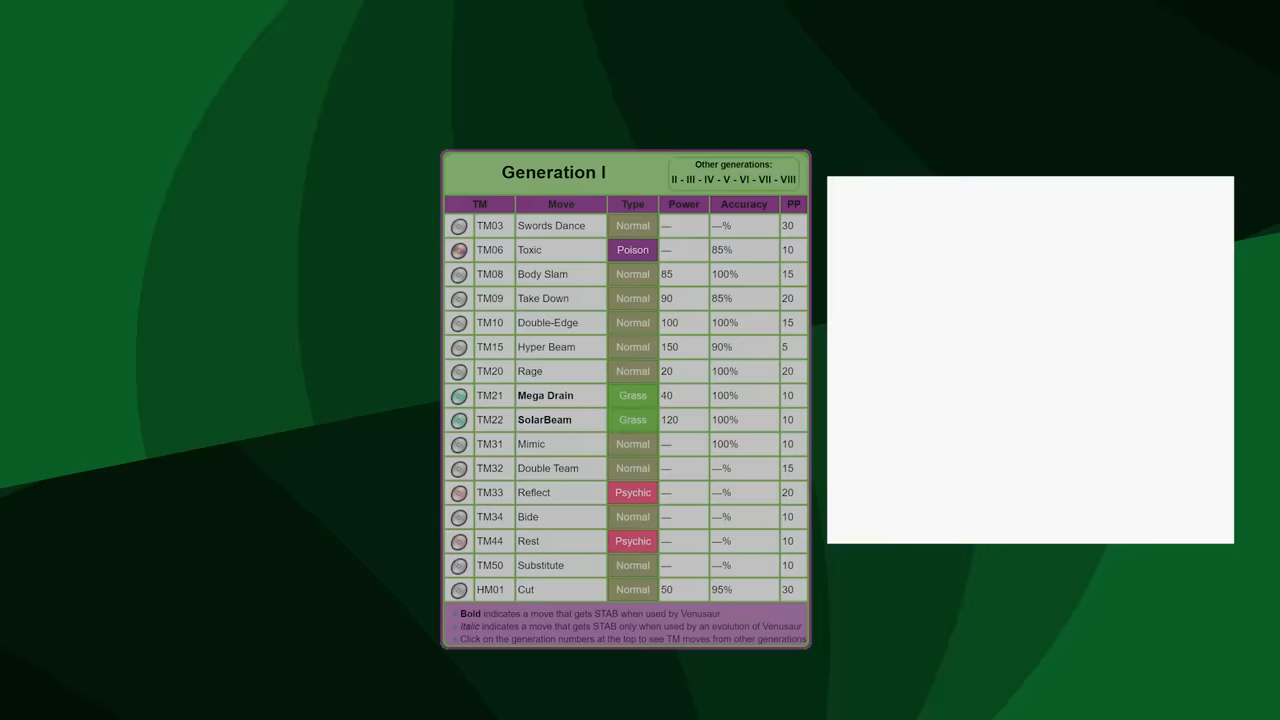 Generation I
Other generations:
II - III - IV - V - VI - VII - VIII
TM Move Type Power Accuracy PP
TM03 Swords Dance Normal — —% 30
TM06 Toxic Poison — 85% 10
TM08 Body Slam Normal 85 100% 15
TM09 Take Down Normal 90 85% 20
TM10 Double-Edge Normal 100 100% 15
TM15 Hyper Beam Normal 150 90% 5
TM20 Rage Normal 20 100% 20
TM21 Mega Drain Grass 40 100% 10
TM22 SolarBeam Grass 120 100% 10
TM31 Mimic Normal — 100% 10
TM32 Double Team Normal — —% 15
TM33 Reflect Psychic — —% 20
TM34 Bide Normal — —% 10
TM44 Rest Psychic — —% 10
TM50 Substitute Normal — —% 10
HM01 Cut Normal 50 95% 30
Bold indicates a move that gets STAB when used by Venusaur
Italic indicates a move that gets STAB only when used by an evolution of Venusaur
Click on the generation numbers at the top to see TM moves from other generations